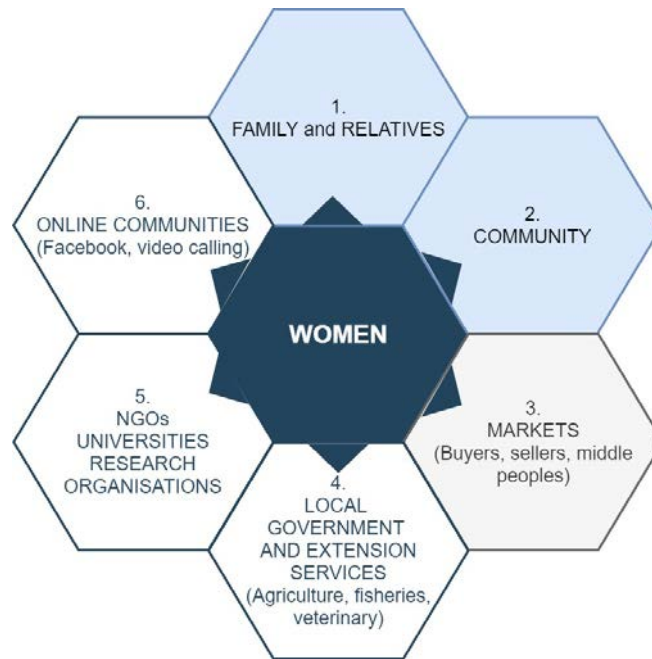 1.
FAMILY and RELATIVES
2.
COMMUNITY
3.
MARKETS
(Buyers, sellers, middle
peoples)
4.
LOCAL
GOVERNMENT
AND EXTENSION
SERVICES
(Agriculture, fisheries,
veterinary)
5.
NGOs
UNIVERSITIES
RESEARCH
ORGANISATIONS
6.
ONLINE COMMUNITIES
(Facebook, video calling)
WOMEN